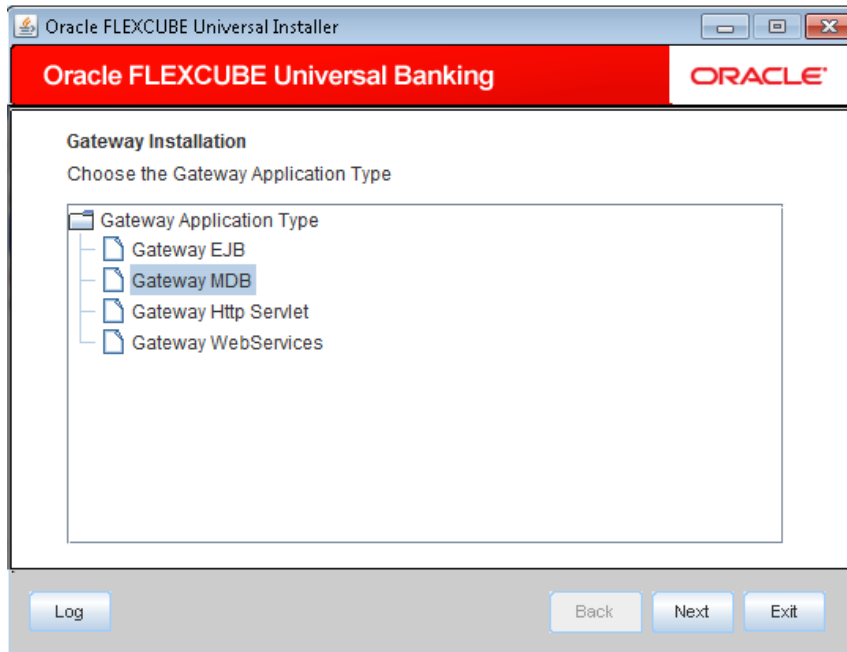 Oracle FLEXCUBE Universal Installer
Oracle FLEXCUBE Universal Banking
ORACLE
Gateway Installation
Choose the Gateway Application Type
Gateway Application Type
Gateway EJB
Gateway MDB
Gateway Http Servlet
Gateway WebServices
Log Back Next Exit